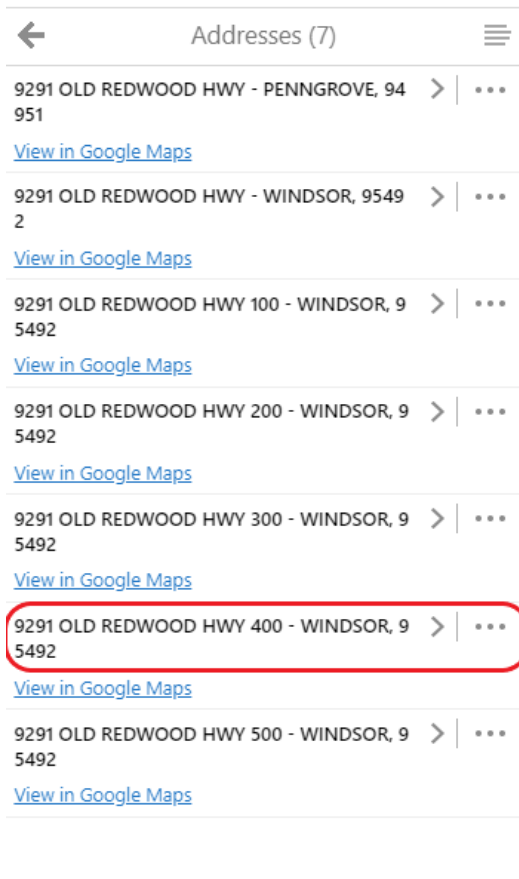 Addresses (7)
9291 OLD REDWOOD HWY - PENNGROVE, 94
951
View in Google Maps
9291 OLD REDWOOD HWY - WINDSOR, 9549
2
View in Google Maps
9291 OLD REDWOOD HWY 100 - WINDSOR, 9
5492
View in Google Maps
9291 OLD REDWOOD HWY 200 - WINDSOR, 9
5492
View in Google Maps
9291 OLD REDWOOD HWY 300 - WINDSOR, 9
5492
View in Google Maps
9291 OLD REDWOOD HWY 400 - WINDSOR, 9
5492
View in Google Maps
9291 OLD REDWOOD HWY 500 - WINDSOR, 9
5492
View in Google Maps